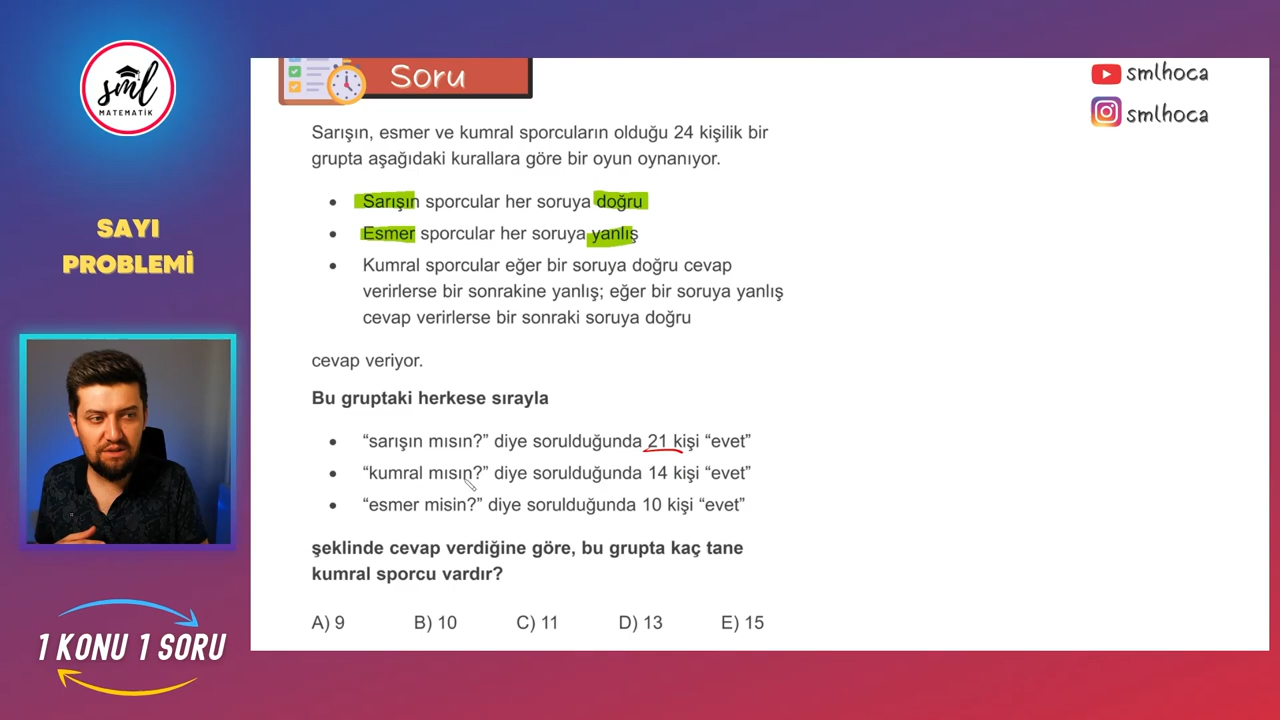 sml
MATEMATİK
SAYI
PROBLEMİ
1 KONU 1 SORU
Soru
smlhoca
smlhoca
Sarışın, esmer ve kumral sporcuların olduğu 24 kişilik bir
grupta aşağıdaki kurallara göre bir oyun oynanıyor.
• Sarışın sporcular her soruya doğru
• Esmer sporcular her soruya yanlış
• Kumral sporcular eğer bir soruya doğru cevap
verirlerse bir sonrakine yanlış; eğer bir soruya yanlış
cevap verirlerse bir sonraki soruya doğru
cevap veriyor.
Bu gruptaki herkese sırayla
• “sarışın mısın?” diye sorulduğunda 21 kişi “evet”
• “kumral mısın?” diye sorulduğunda 14 kişi “evet”
• “esmer misin?” diye sorulduğunda 10 kişi “evet”
şeklinde cevap verdiğine göre, bu grupta kaç tane
kumral sporcu vardır?
A) 9 B) 10 C) 11 D) 13 E) 15